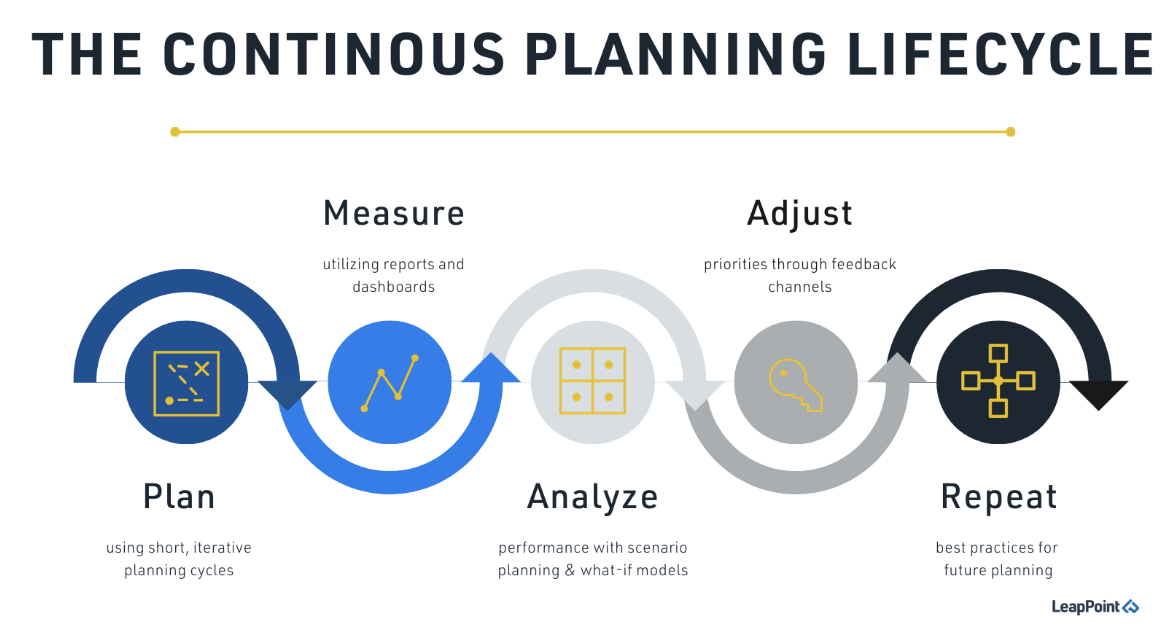 THE CONTINOUS PLANNING LIFECYCLE
Measure
utilizing reports and
dashboards
Adjust
priorities through feedback
channels
Plan
using short, iterative
planning cycles
Analyze
performance with scenario
planning & what-if models
Repeat
best practices for
future planning
LeapPoint